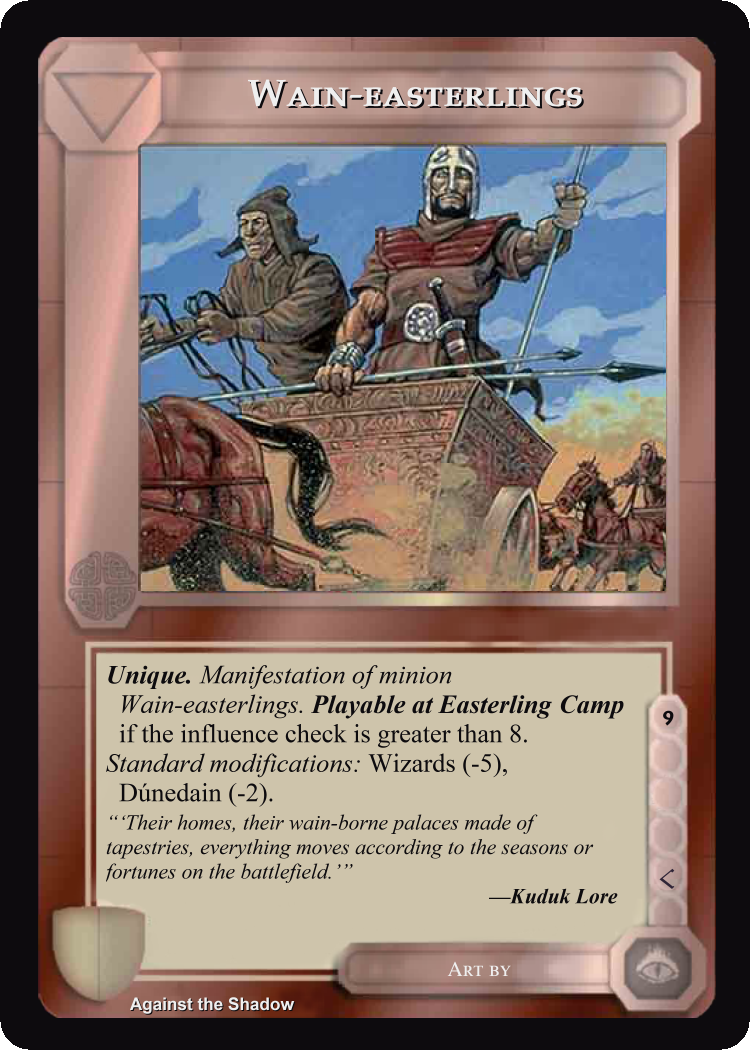 Wain-easterlings
Unique. Manifestation of minion
Wain-easterlings. Playable at Easterling Camp
if the influence check is greater than 8.
Standard modifications: Wizards (-5),
Dúnedain (-2).
“‘Their homes, their wain-borne palaces made of
tapestries, everything moves according to the seasons or
fortunes on the battlefield.’”
—Kuduk Lore
9
Art by
Against the Shadow